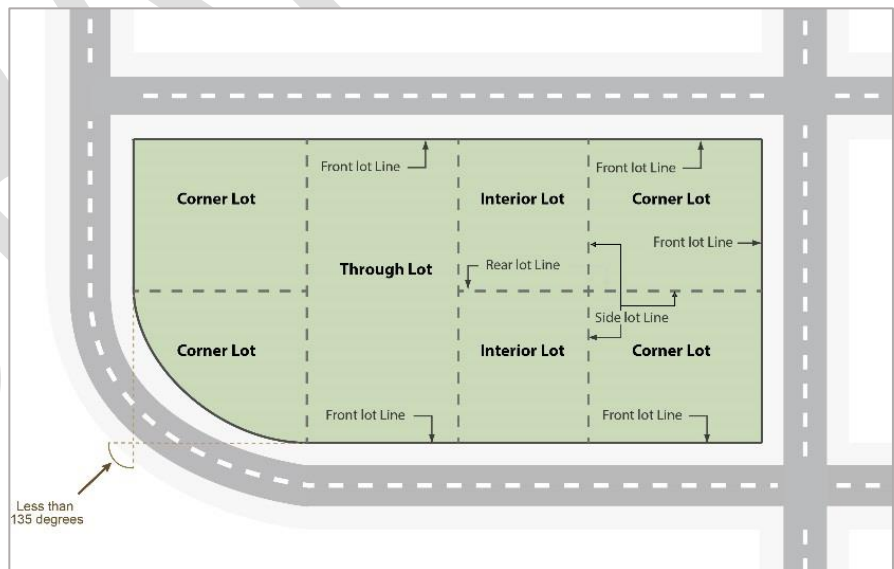 Front lot Line
Front lot Line
Corner Lot
Interior Lot
Corner Lot
Front lot Line
Through Lot
Rear lot Line
Side lot Line
Corner Lot
Interior Lot
Corner Lot
Front lot Line
Front lot Line
Less than
135 degrees